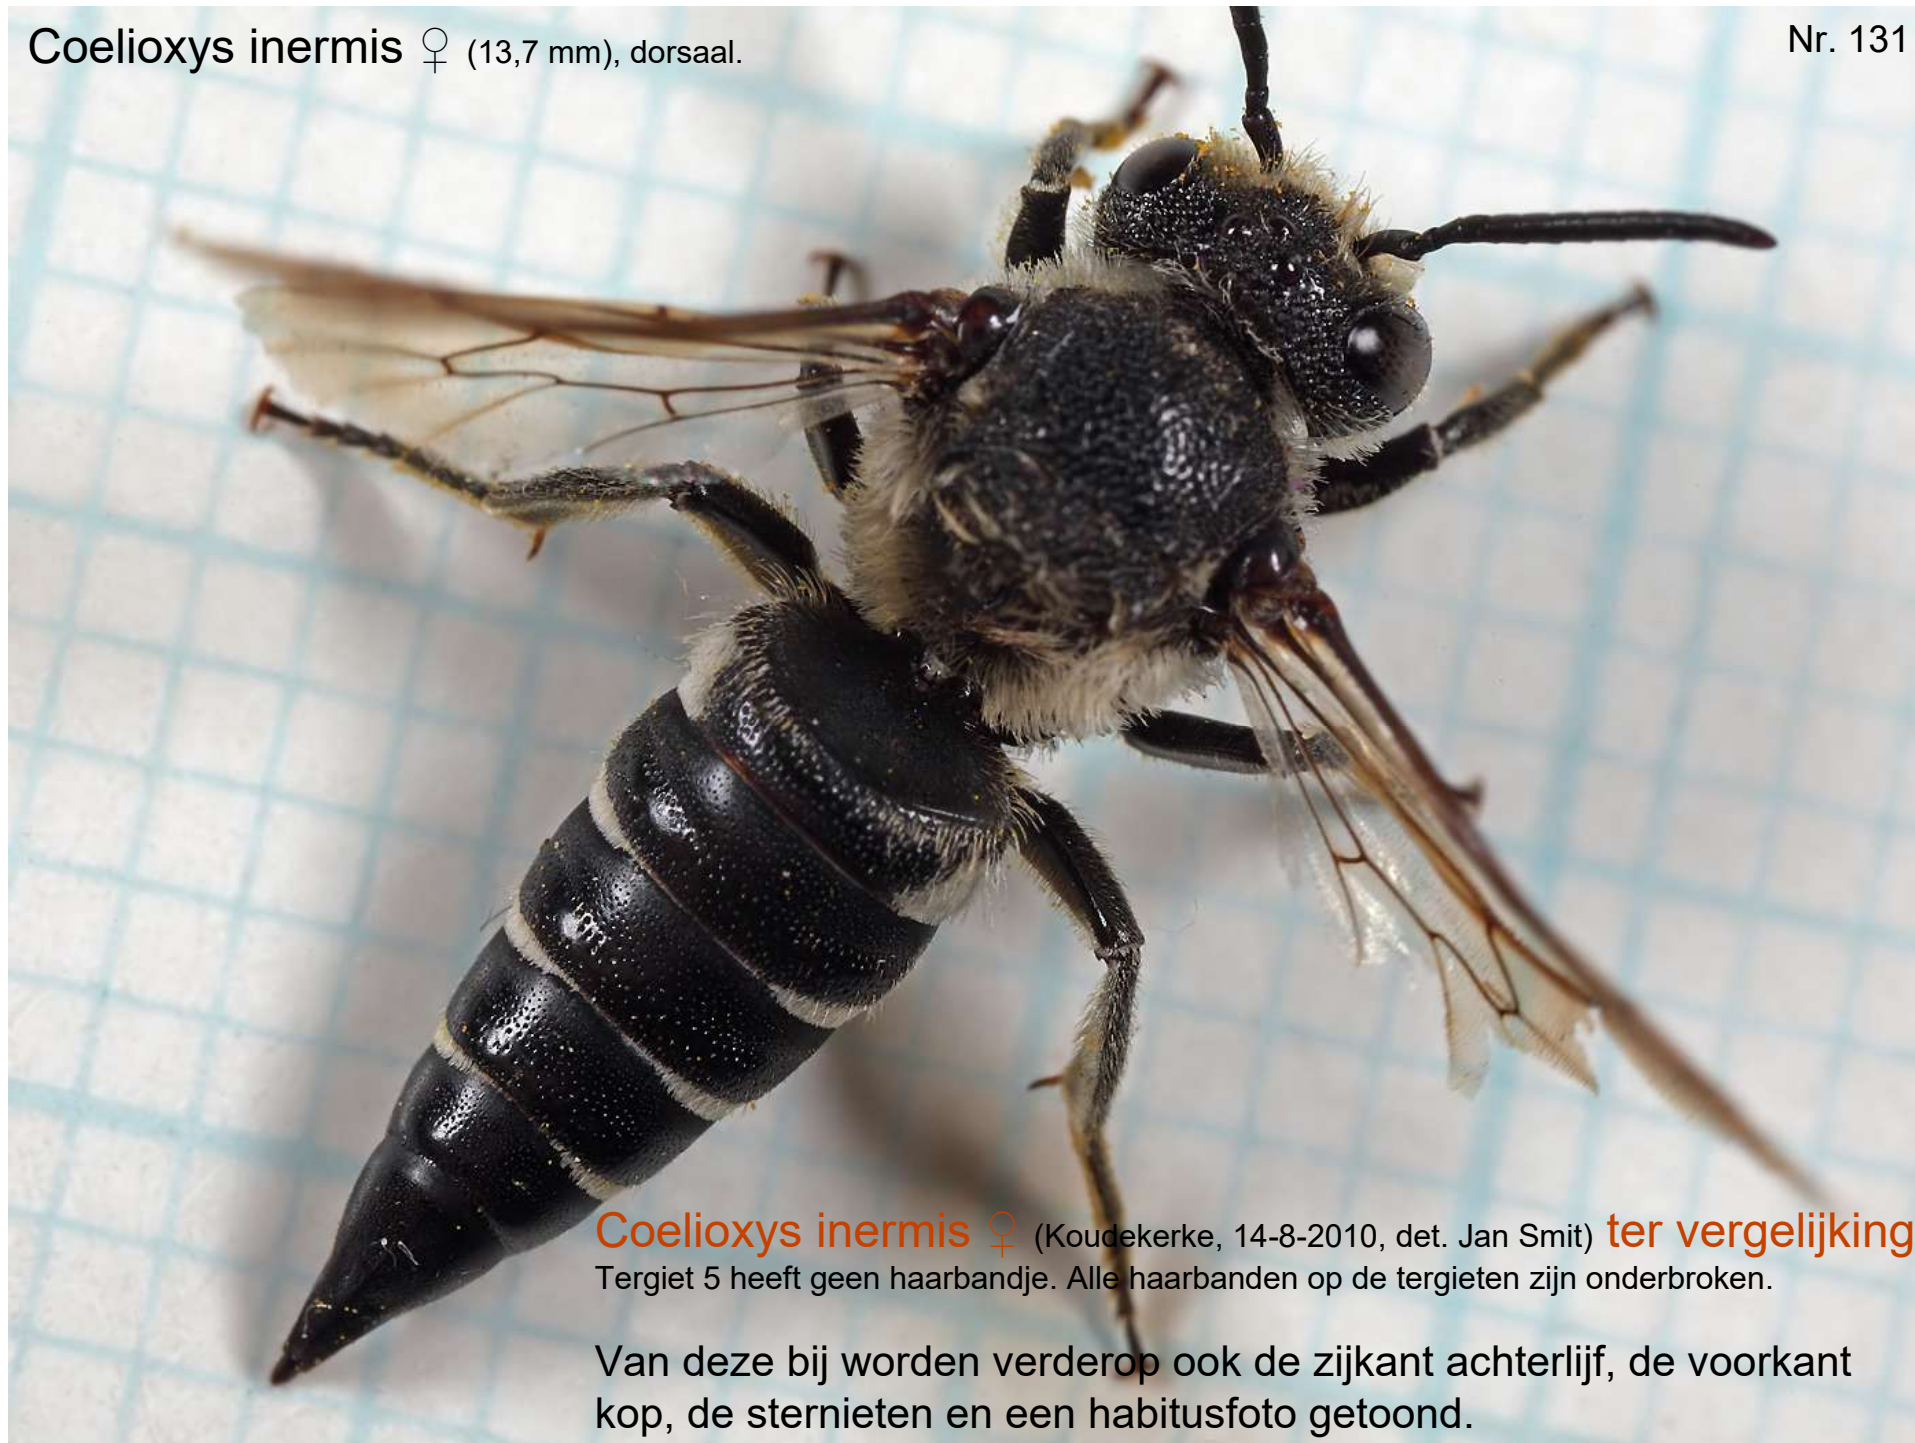 Coelioxys inermis ♀ (13,7 mm), dorsaal.
Nr. 131
Coelioxys inermis ♀ (Koudekerke, 14-8-2010, det. Jan Smit) ter vergelijking
Tergiet 5 heeft geen haarbandje. Alle haarbanden op de tergieten zijn onderbroken.
Van deze bij worden verderop ook de zijkant achterlijf, de voorkant
kop, de sternieten en een habitusfoto getoond.